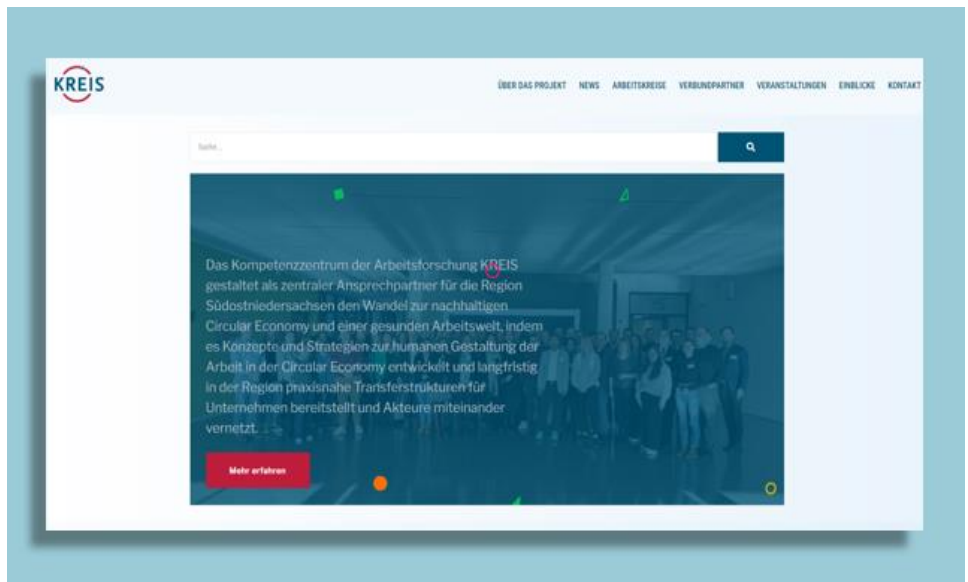 KREIS
ÜBER DAS PROJEKT NEWS ARBEITSKREISE VERBUNDPARTNER VERANSTALTUNGEN EINBLICKE KONTAKT
Suche...
Das Kompetenzzentrum der Arbeitsforschung KREIS
gestaltet als zentraler Ansprechpartner für die Region
Südostniedersachsen den Wandel zur nachhaltigen
Circular Economy und einer gesunden Arbeitswelt, indem
es Konzepte und Strategien zur humanen Gestaltung der
Arbeit in der Circular Economy entwickelt und langfristig
in der Region praxisnahe Transferstrukturen für
Unternehmen bereitstellt und Akteure miteinander
vernetzt.
Mehr erfahren